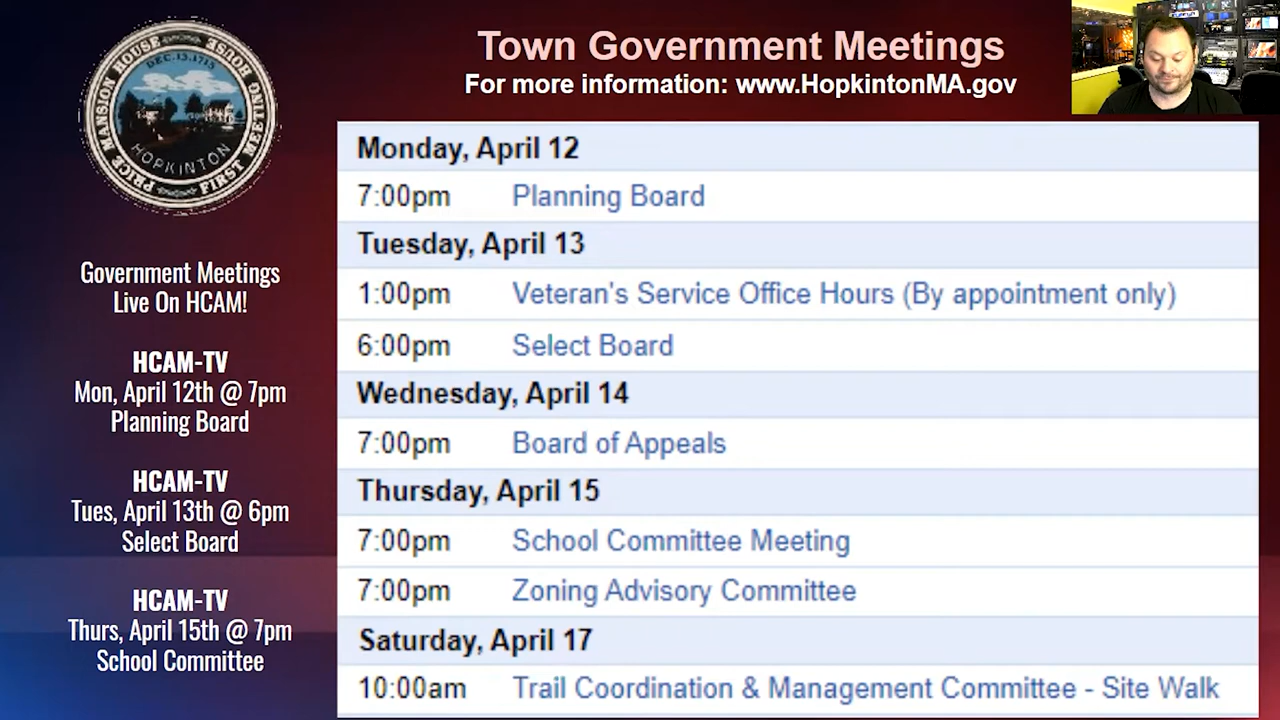 PRICE MANSION HOUSE FIRST MEETING HOUSE
DEC. 13, 1715
HOPKINTON
Town Government Meetings
For more information: www.HopkintonMA.gov
Government Meetings
Live On HCAM!
HCAM-TV
Mon, April 12th @ 7pm
Planning Board
HCAM-TV
Tues, April 13th @ 6pm
Select Board
HCAM-TV
Thurs, April 15th @ 7pm
School Committee
Monday, April 12
7:00pm Planning Board
Tuesday, April 13
1:00pm Veteran's Service Office Hours (By appointment only)
6:00pm Select Board
Wednesday, April 14
7:00pm Board of Appeals
Thursday, April 15
7:00pm School Committee Meeting
7:00pm Zoning Advisory Committee
Saturday, April 17
10:00am Trail Coordination & Management Committee - Site Walk